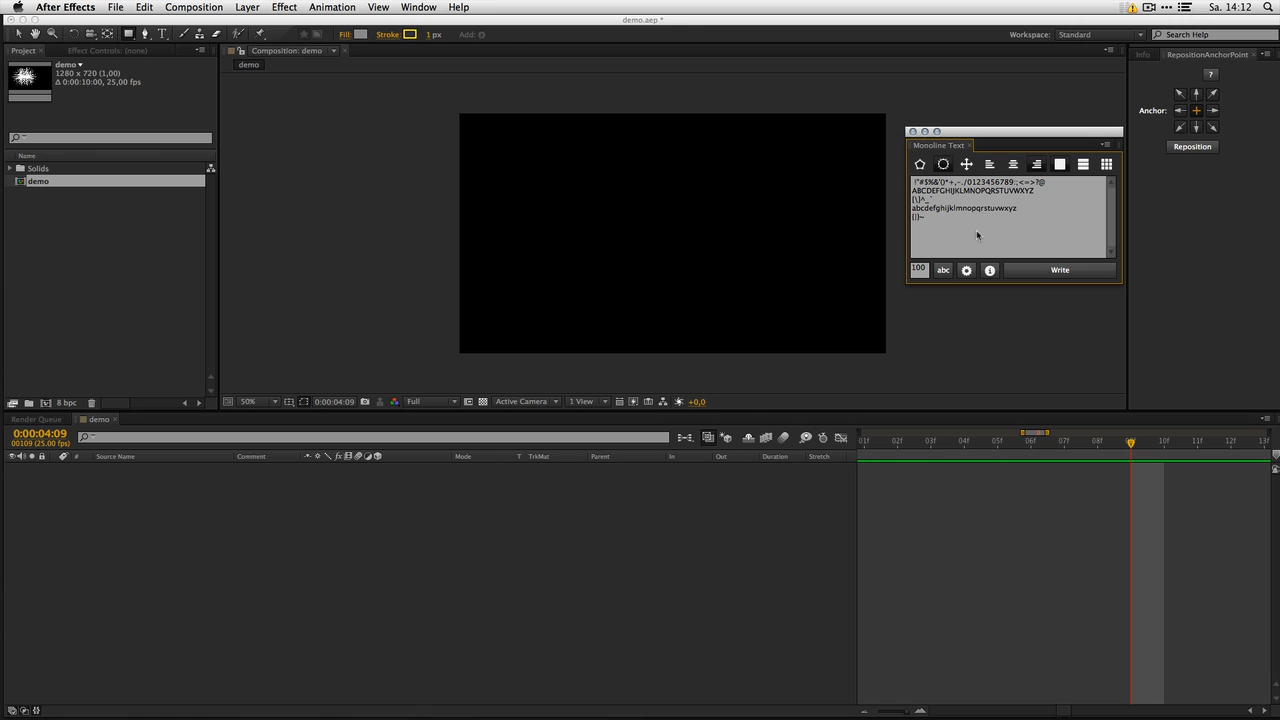 After Effects File Edit Composition Layer Effect Animation View Window Help Sa. 14:12
demo.aep *
Fill: Stroke: 1 px Add: Workspace: Standard Search Help
Project Effect Controls: (none) Composition: demo Info RepositionAnchorPoint
demo
demo
1280 x 720 (1,00)
Δ 0:00:10:00, 25,00 fps
?
Anchor:
Reposition
Name
Solids
demo
Monoline Text
!"#$%&'()*+,-./0123456789:;<=>?@
ABCDEFGHIJKLMNOPQRSTUVWXYZ
[\]^_`
abcdefghijklmnopqrstuvwxyz
{|}~
100 abc Write
8 bpc 50% 0:00:04:09 Full Active Camera 1 View +0,0
Render Queue demo
0:00:04:09
00109 (25.00 fps)
01f 02f 03f 04f 05f 06f 07f 08f 09f 10f 11f 12f 13f
# Source Name Comment fx Mode T TrkMat Parent In Out Duration Stretch